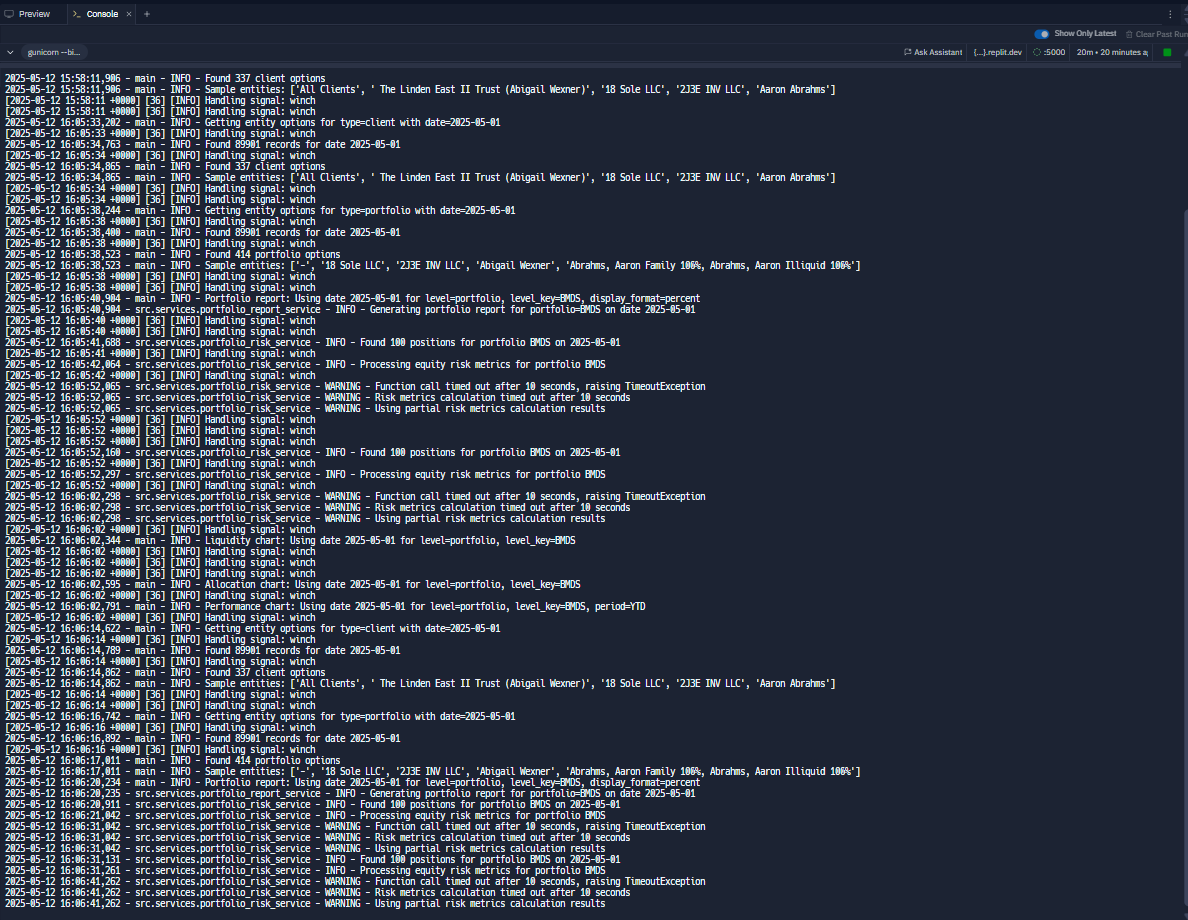 Preview
Console
gunicorn --bi...
Show Only Latest
Clear Past Run
Ask Assistant
{...}.replit.dev
:5000
20m • 20 minutes a
2025-05-12 15:58:11,906 - main - INFO - Found 337 client options
2025-05-12 15:58:11,906 - main - INFO - Sample entities: ['All Clients', ' The Linden East II Trust (Abigail Wexner)', '18 Sole LLC', '2J3E INV LLC', 'Aaron Abrahms']
[2025-05-12 15:58:11 +0000] [36] [INFO] Handling signal: winch
[2025-05-12 15:58:11 +0000] [36] [INFO] Handling signal: winch
2025-05-12 16:05:33,202 - main - INFO - Getting entity options for type=client with date=2025-05-01
[2025-05-12 16:05:33 +0000] [36] [INFO] Handling signal: winch
2025-05-12 16:05:34,763 - main - INFO - Found 89901 records for date 2025-05-01
[2025-05-12 16:05:34 +0000] [36] [INFO] Handling signal: winch
2025-05-12 16:05:34,865 - main - INFO - Found 337 client options
2025-05-12 16:05:34,865 - main - INFO - Sample entities: ['All Clients', ' The Linden East II Trust (Abigail Wexner)', '18 Sole LLC', '2J3E INV LLC', 'Aaron Abrahms']
[2025-05-12 16:05:34 +0000] [36] [INFO] Handling signal: winch
[2025-05-12 16:05:34 +0000] [36] [INFO] Handling signal: winch
2025-05-12 16:05:38,244 - main - INFO - Getting entity options for type=portfolio with date=2025-05-01
[2025-05-12 16:05:38 +0000] [36] [INFO] Handling signal: winch
2025-05-12 16:05:38,400 - main - INFO - Found 89901 records for date 2025-05-01
[2025-05-12 16:05:38 +0000] [36] [INFO] Handling signal: winch
2025-05-12 16:05:38,523 - main - INFO - Found 414 portfolio options
2025-05-12 16:05:38,523 - main - INFO - Sample entities: ['-', '18 Sole LLC', '2J3E INV LLC', 'Abigail Wexner', 'Abrahms, Aaron Family 106%, Abrahms, Aaron Illiquid 106%']
[2025-05-12 16:05:38 +0000] [36] [INFO] Handling signal: winch
[2025-05-12 16:05:38 +0000] [36] [INFO] Handling signal: winch
2025-05-12 16:05:40,904 - main - INFO - Portfolio report: Using date 2025-05-01 for level=portfolio, level_key=BMDS, display_format=percent
2025-05-12 16:05:40,904 - src.services.portfolio_report_service - INFO - Generating portfolio report for portfolio=BMDS on date 2025-05-01
[2025-05-12 16:05:40 +0000] [36] [INFO] Handling signal: winch
[2025-05-12 16:05:40 +0000] [36] [INFO] Handling signal: winch
2025-05-12 16:05:41,688 - src.services.portfolio_risk_service - INFO - Found 100 positions for portfolio BMDS on 2025-05-01
[2025-05-12 16:05:41 +0000] [36] [INFO] Handling signal: winch
2025-05-12 16:05:42,064 - src.services.portfolio_risk_service - INFO - Processing equity risk metrics for portfolio BMDS
[2025-05-12 16:05:42 +0000] [36] [INFO] Handling signal: winch
2025-05-12 16:05:52,065 - src.services.portfolio_risk_service - WARNING - Function call timed out after 10 seconds, raising TimeoutException
2025-05-12 16:05:52,065 - src.services.portfolio_risk_service - WARNING - Risk metrics calculation timed out after 10 seconds
2025-05-12 16:05:52,065 - src.services.portfolio_risk_service - WARNING - Using partial risk metrics calculation results
[2025-05-12 16:05:52 +0000] [36] [INFO] Handling signal: winch
[2025-05-12 16:05:52 +0000] [36] [INFO] Handling signal: winch
[2025-05-12 16:05:52 +0000] [36] [INFO] Handling signal: winch
2025-05-12 16:05:52,160 - src.services.portfolio_risk_service - INFO - Found 100 positions for portfolio BMDS on 2025-05-01
[2025-05-12 16:05:52 +0000] [36] [INFO] Handling signal: winch
2025-05-12 16:05:52,297 - src.services.portfolio_risk_service - INFO - Processing equity risk metrics for portfolio BMDS
[2025-05-12 16:05:52 +0000] [36] [INFO] Handling signal: winch
2025-05-12 16:06:02,298 - src.services.portfolio_risk_service - WARNING - Function call timed out after 10 seconds, raising TimeoutException
2025-05-12 16:06:02,298 - src.services.portfolio_risk_service - WARNING - Risk metrics calculation timed out after 10 seconds
2025-05-12 16:06:02,298 - src.services.portfolio_risk_service - WARNING - Using partial risk metrics calculation results
[2025-05-12 16:06:02 +0000] [36] [INFO] Handling signal: winch
2025-05-12 16:06:02,344 - main - INFO - Liquidity chart: Using date 2025-05-01 for level=portfolio, level_key=BMDS
[2025-05-12 16:06:02 +0000] [36] [INFO] Handling signal: winch
[2025-05-12 16:06:02 +0000] [36] [INFO] Handling signal: winch
[2025-05-12 16:06:02 +0000] [36] [INFO] Handling signal: winch
2025-05-12 16:06:02,595 - main - INFO - Allocation chart: Using date 2025-05-01 for level=portfolio, level_key=BMDS
[2025-05-12 16:06:02 +0000] [36] [INFO] Handling signal: winch
2025-05-12 16:06:02,791 - main - INFO - Performance chart: Using date 2025-05-01 for level=portfolio, level_key=BMDS, period=YTD
[2025-05-12 16:06:02 +0000] [36] [INFO] Handling signal: winch
2025-05-12 16:06:14,622 - main - INFO - Getting entity options for type=client with date=2025-05-01
[2025-05-12 16:06:14 +0000] [36] [INFO] Handling signal: winch
2025-05-12 16:06:14,789 - main - INFO - Found 89901 records for date 2025-05-01
[2025-05-12 16:06:14 +0000] [36] [INFO] Handling signal: winch
2025-05-12 16:06:14,862 - main - INFO - Found 337 client options
2025-05-12 16:06:14,862 - main - INFO - Sample entities: ['All Clients', ' The Linden East II Trust (Abigail Wexner)', '18 Sole LLC', '2J3E INV LLC', 'Aaron Abrahms']
[2025-05-12 16:06:14 +0000] [36] [INFO] Handling signal: winch
[2025-05-12 16:06:14 +0000] [36] [INFO] Handling signal: winch
2025-05-12 16:06:16,742 - main - INFO - Getting entity options for type=portfolio with date=2025-05-01
[2025-05-12 16:06:16 +0000] [36] [INFO] Handling signal: winch
2025-05-12 16:06:16,892 - main - INFO - Found 89901 records for date 2025-05-01
[2025-05-12 16:06:16 +0000] [36] [INFO] Handling signal: winch
2025-05-12 16:06:17,011 - main - INFO - Found 414 portfolio options
2025-05-12 16:06:17,011 - main - INFO - Sample entities: ['-', '18 Sole LLC', '2J3E INV LLC', 'Abigail Wexner', 'Abrahms, Aaron Family 106%, Abrahms, Aaron Illiquid 106%']
2025-05-12 16:06:20,234 - main - INFO - Portfolio report: Using date 2025-05-01 for level=portfolio, level_key=BMDS, display_format=percent
2025-05-12 16:06:20,235 - src.services.portfolio_report_service - INFO - Generating portfolio report for portfolio=BMDS on date 2025-05-01
2025-05-12 16:06:20,911 - src.services.portfolio_risk_service - INFO - Found 100 positions for portfolio BMDS on 2025-05-01
2025-05-12 16:06:21,042 - src.services.portfolio_risk_service - INFO - Processing equity risk metrics for portfolio BMDS
2025-05-12 16:06:31,042 - src.services.portfolio_risk_service - WARNING - Function call timed out after 10 seconds, raising TimeoutException
2025-05-12 16:06:31,042 - src.services.portfolio_risk_service - WARNING - Risk metrics calculation timed out after 10 seconds
2025-05-12 16:06:31,042 - src.services.portfolio_risk_service - WARNING - Using partial risk metrics calculation results
2025-05-12 16:06:31,131 - src.services.portfolio_risk_service - INFO - Found 100 positions for portfolio BMDS on 2025-05-01
2025-05-12 16:06:31,261 - src.services.portfolio_risk_service - INFO - Processing equity risk metrics for portfolio BMDS
2025-05-12 16:06:41,262 - src.services.portfolio_risk_service - WARNING - Function call timed out after 10 seconds, raising TimeoutException
2025-05-12 16:06:41,262 - src.services.portfolio_risk_service - WARNING - Risk metrics calculation timed out after 10 seconds
2025-05-12 16:06:41,262 - src.services.portfolio_risk_service - WARNING - Using partial risk metrics calculation results